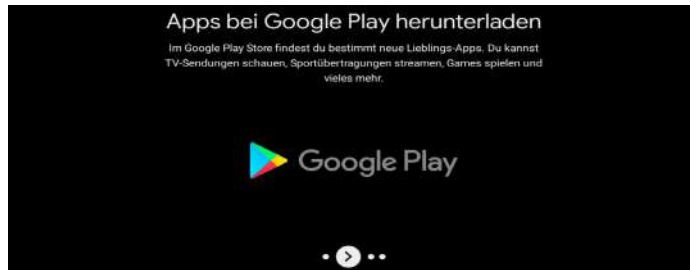 Apps bei Google Play herunterladen
Im Google Play Store findest du bestimmt neue Lieblings-Apps. Du kannst
TV-Sendungen schauen, Sportübertragungen streamen, Games spielen und
vieles mehr.
Google Play